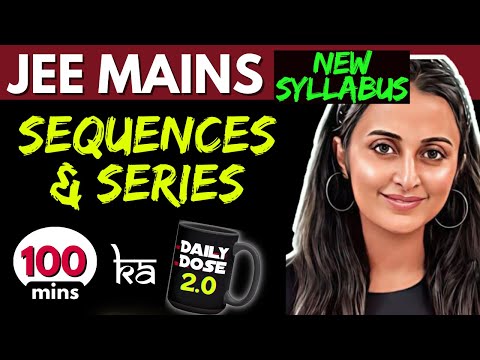 JEE MAINS
NEW
SYLLABUS
SEQUENCES
& SERIES
100
mins
ka
DAILY
DOSE
2.0